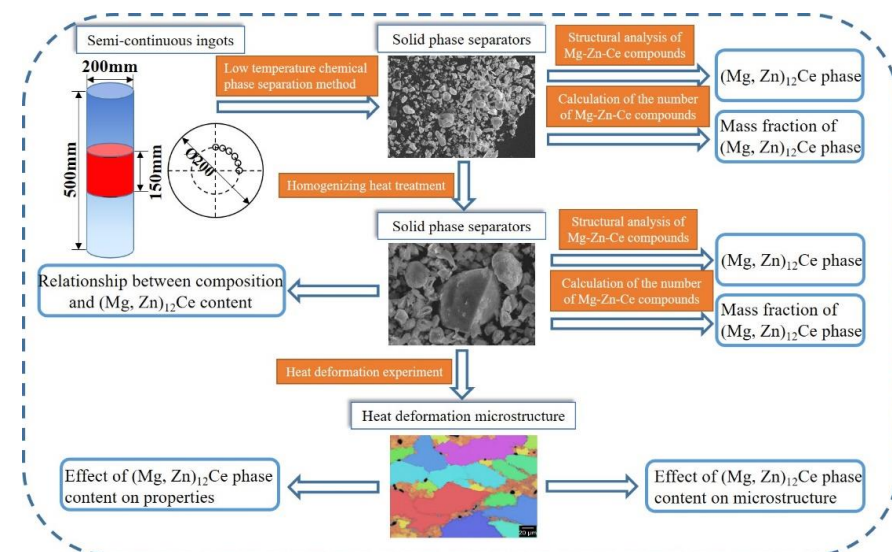 Semi-continuous ingots
200mm
500mm
150mm
Ø200
Low temperature chemical
phase separation method
Solid phase separators
Structural analysis of
Mg-Zn-Ce compounds
(Mg, Zn)₁₂Ce phase
Calculation of the number
of Mg-Zn-Ce compounds
Mass fraction of
(Mg, Zn)₁₂Ce phase
Homogenizing heat treatment
Solid phase separators
Structural analysis of
Mg-Zn-Ce compounds
(Mg, Zn)₁₂Ce phase
Calculation of the number
of Mg-Zn-Ce compounds
Mass fraction of
(Mg, Zn)₁₂Ce phase
Relationship between composition
and (Mg, Zn)₁₂Ce content
Heat deformation experiment
Heat deformation microstructure
Effect of (Mg, Zn)₁₂Ce phase
content on properties
20 μm
Effect of (Mg, Zn)₁₂Ce phase
content on microstructure